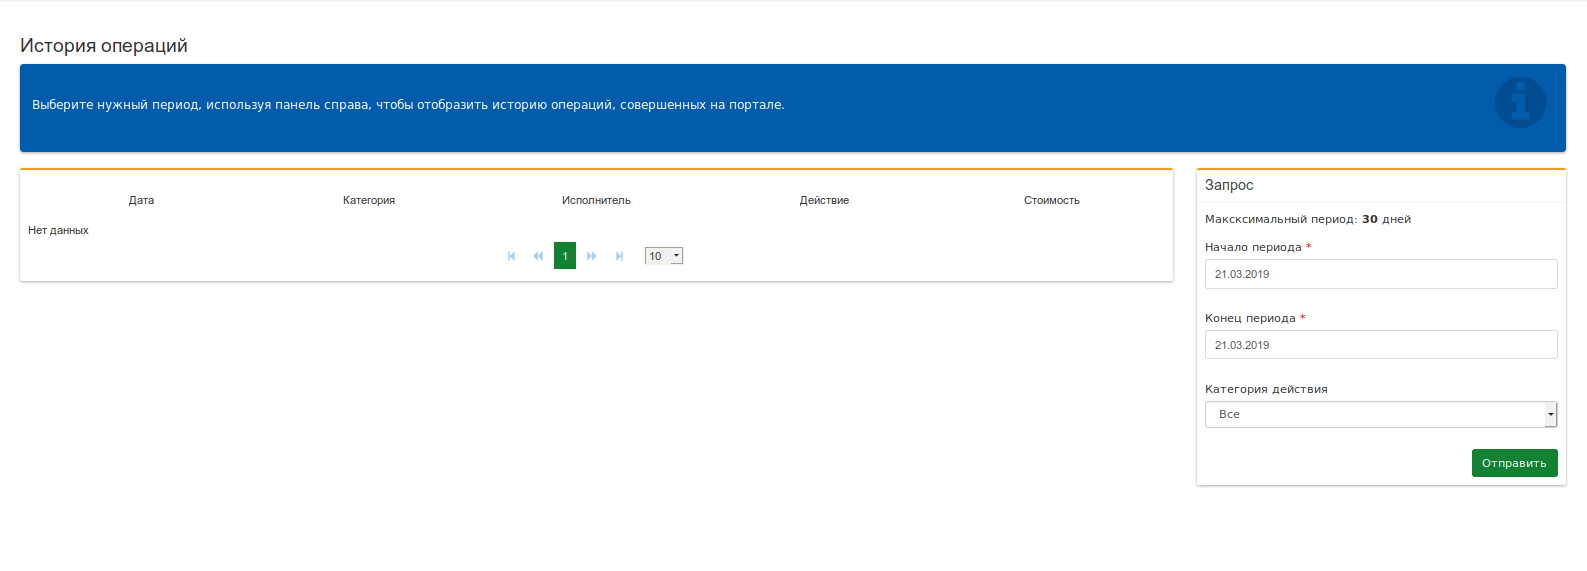 История операций
Выберите нужный период, используя панель справа, чтобы отобразить историю операций, совершенных на портале.
Дата Категория Исполнитель Действие Стоимость
Нет данных
1 10
Запрос
Макскcимальный период: 30 дней
Начало периода *
21.03.2019
Конец периода *
21.03.2019
Категория действия
Все
Отправить